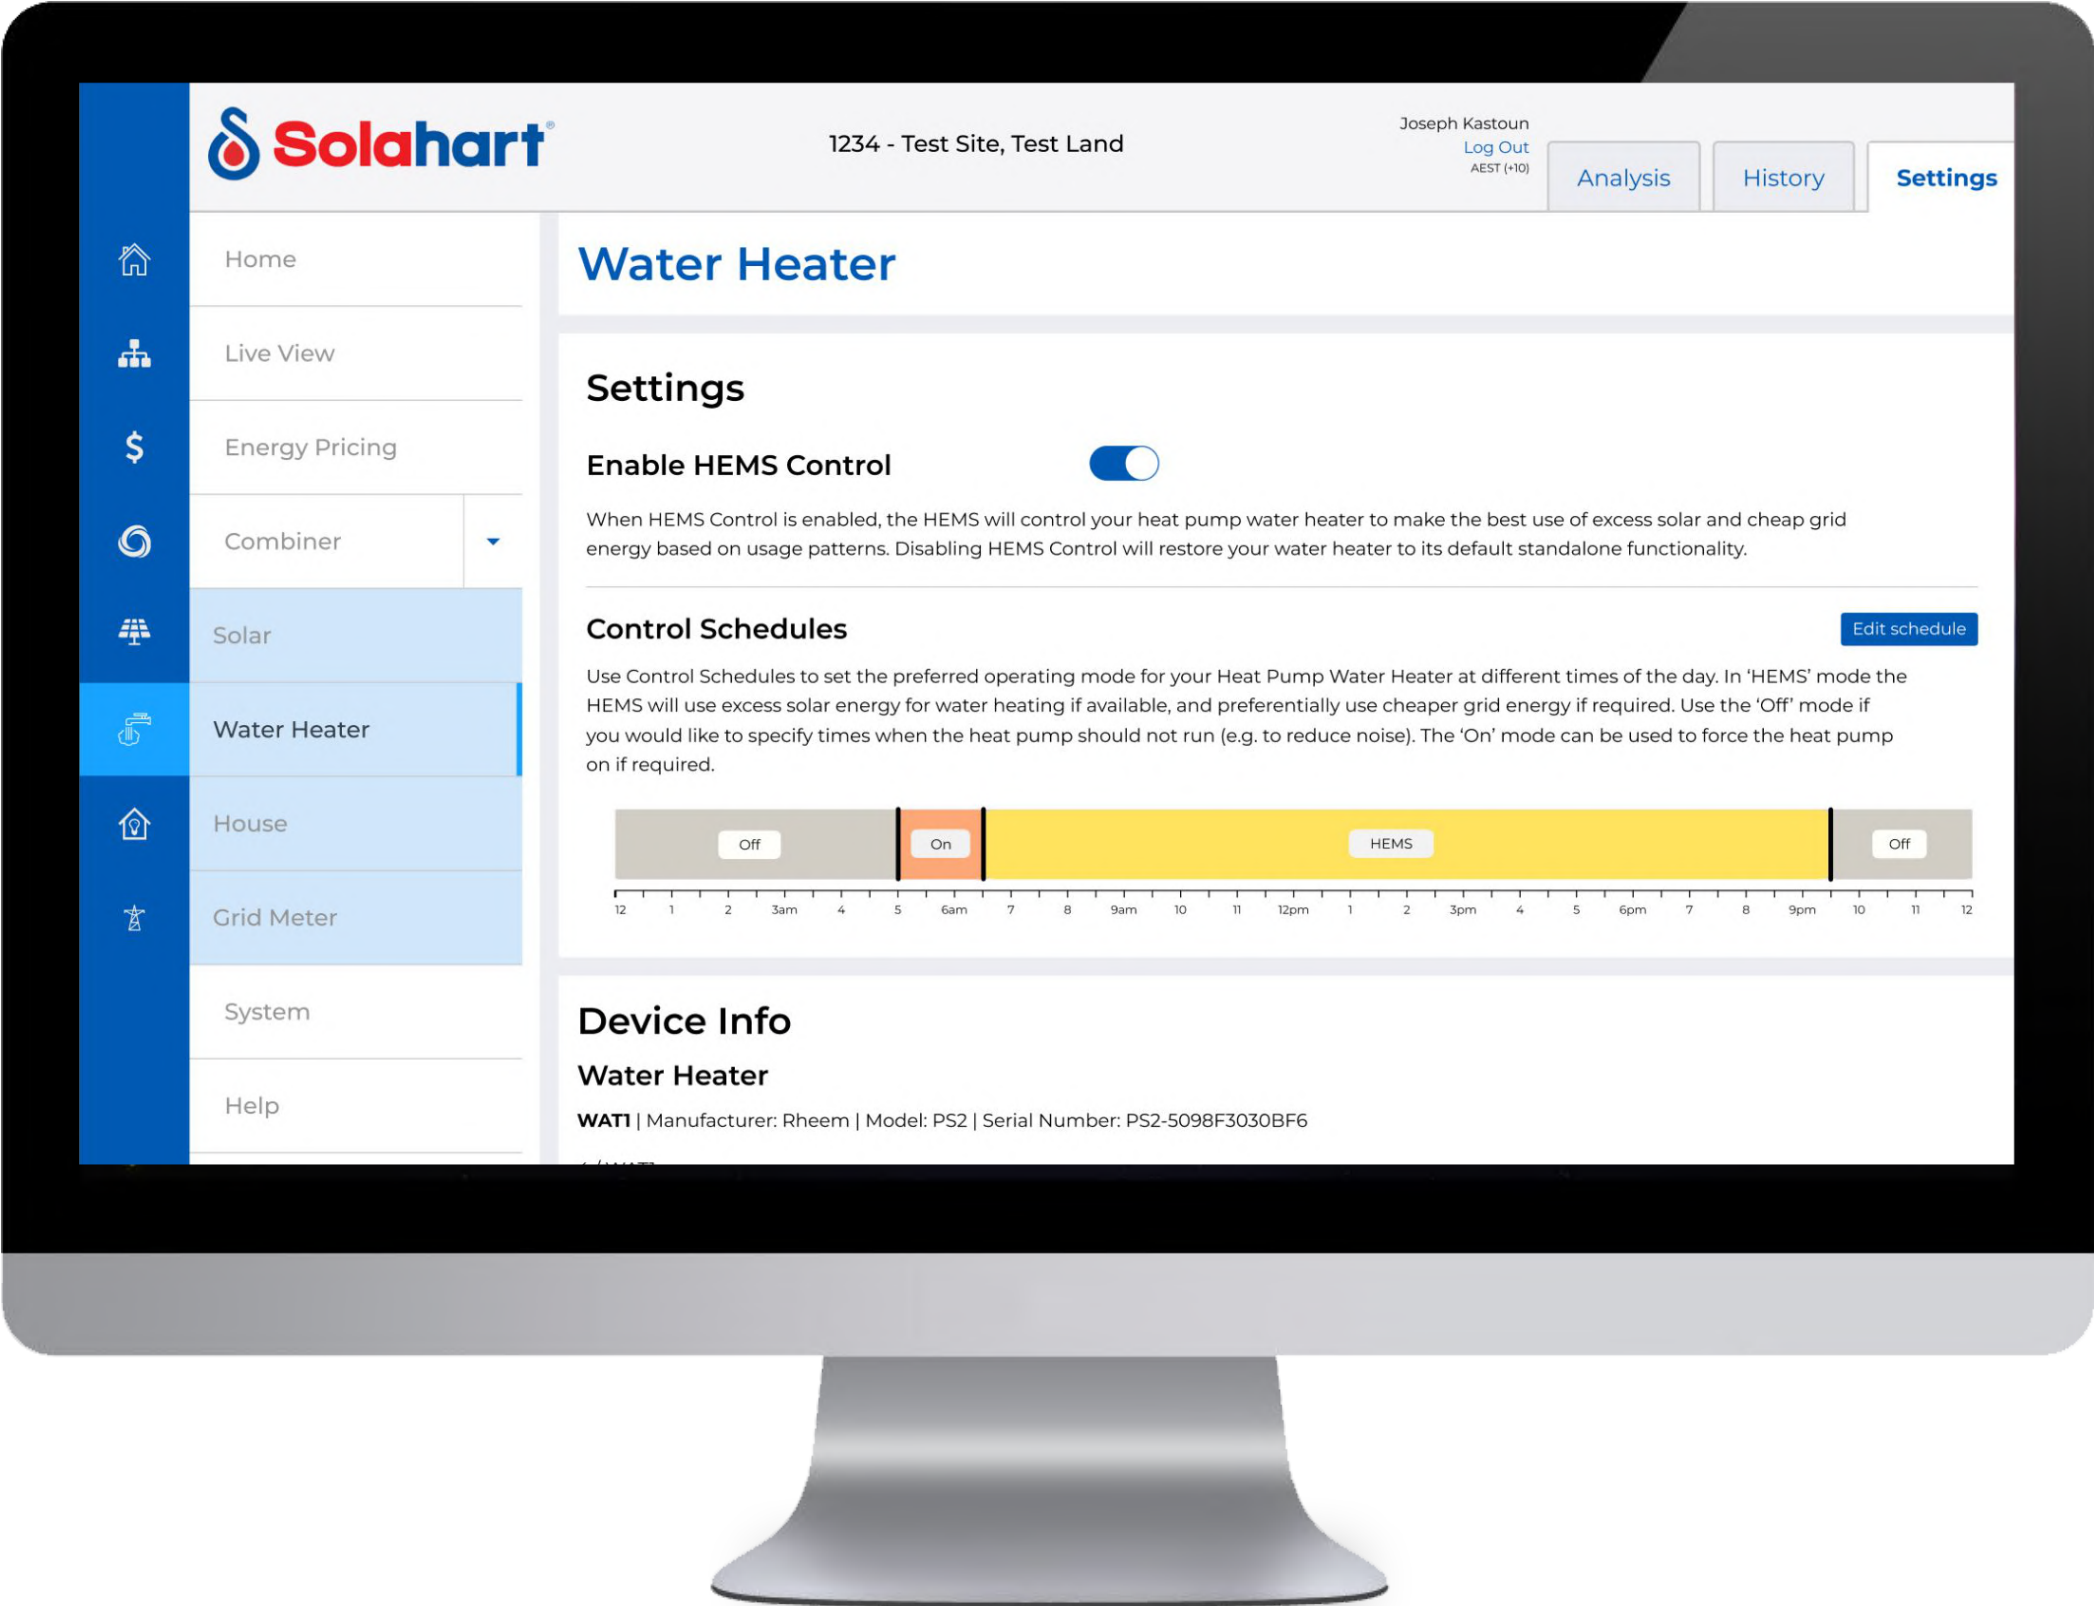 Solahart®
1234 - Test Site, Test Land
Joseph Kastoun
Log Out
AEST (+10)
Analysis
History
Settings
Home
Live View
Energy Pricing
Combiner
Solar
Water Heater
House
Grid Meter
System
Help
Water Heater
Settings
Enable HEMS Control
When HEMS Control is enabled, the HEMS will control your heat pump water heater to make the best use of excess solar and cheap grid
energy based on usage patterns. Disabling HEMS Control will restore your water heater to its default standalone functionality.
Control Schedules
Edit schedule
Use Control Schedules to set the preferred operating mode for your Heat Pump Water Heater at different times of the day. In ‘HEMS’ mode the
HEMS will use excess solar energy for water heating if available, and preferentially use cheaper grid energy if required. Use the ‘Off’ mode if
you would like to specify times when the heat pump should not run (e.g. to reduce noise). The ‘On’ mode can be used to force the heat pump
on if required.
Off On HEMS Off
12 1 2 3am 4 5 6am 7 8 9am 10 11 12pm 1 2 3pm 4 5 6pm 7 8 9pm 10 11 12
Device Info
Water Heater
WAT1 | Manufacturer: Rheem | Model: PS2 | Serial Number: PS2-5098F3030BF6